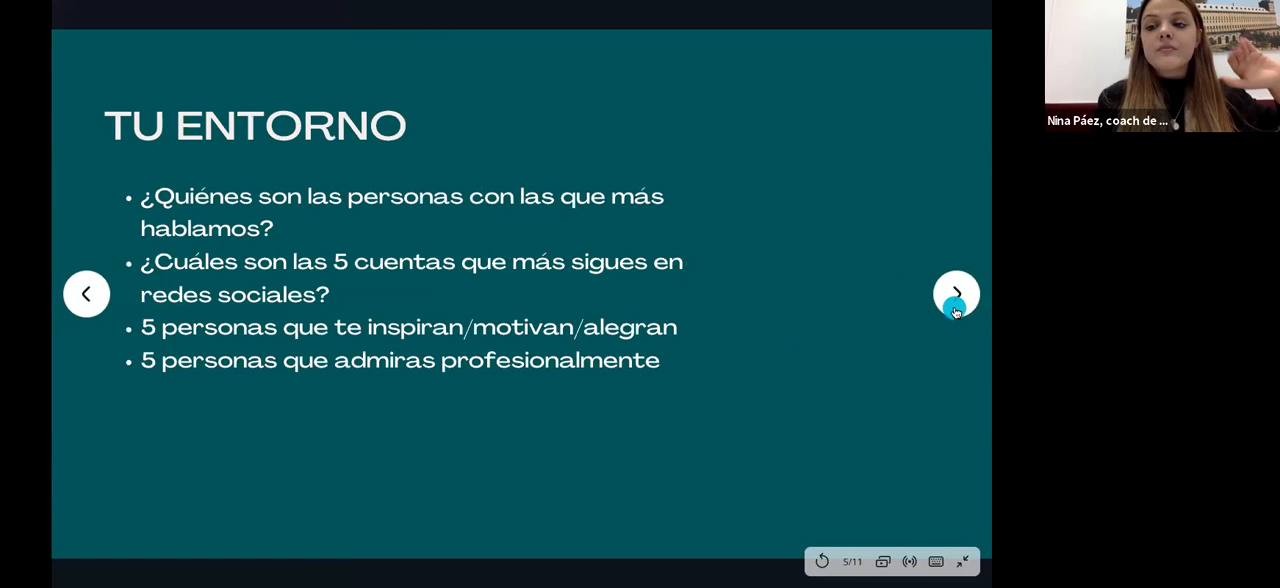 TU ENTORNO
• ¿Quiénes son las personas con las que más
hablamos?
• ¿Cuáles son las 5 cuentas que más sigues en
redes sociales?
• 5 personas que te inspiran/motivan/alegran
• 5 personas que admiras profesionalmente
5/11
Nina Páez, coach de ...